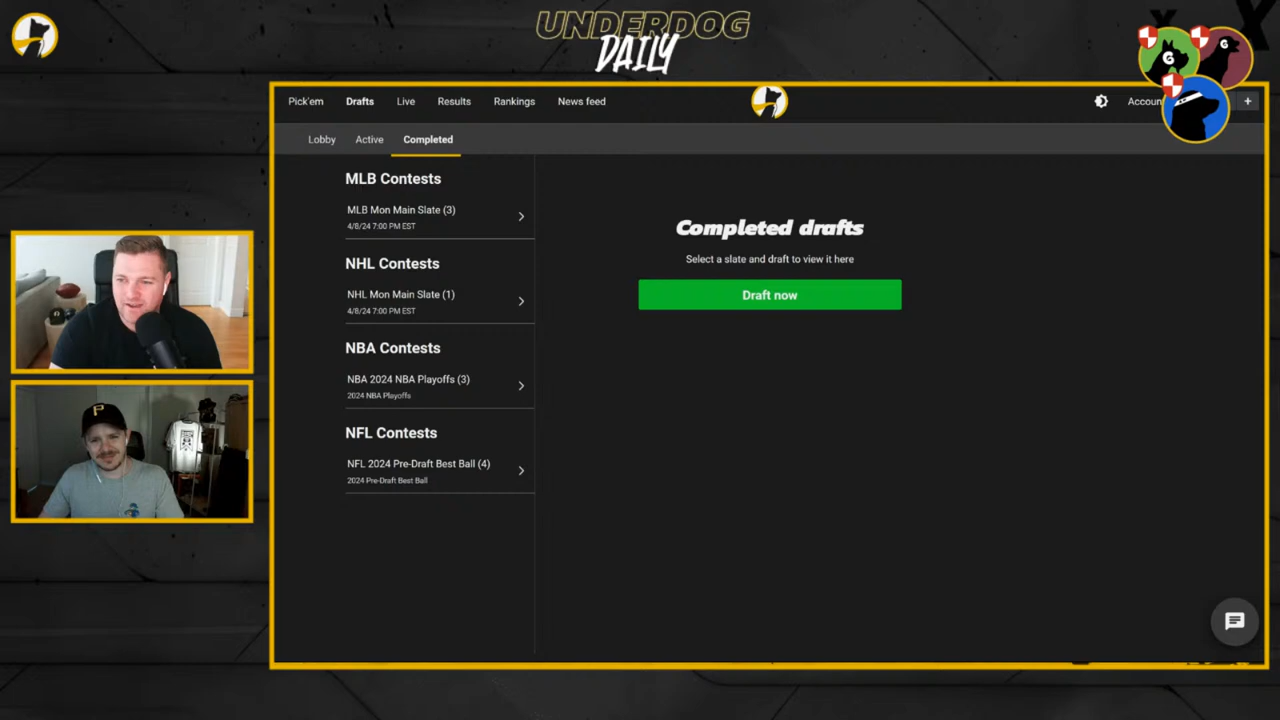 UNDERDOG
DAILY
Pick'em
Drafts
Live
Results
Rankings
News feed
Lobby
Active
Completed
MLB Contests
MLB Mon Main Slate (3)
4/8/24 7:00 PM EST
NHL Contests
NHL Mon Main Slate (1)
4/8/24 7:00 PM EST
NBA Contests
NBA 2024 NBA Playoffs (3)
2024 NBA Playoffs
NFL Contests
NFL 2024 Pre-Draft Best Ball (4)
2024 Pre-Draft Best Ball
Completed drafts
Select a slate and draft to view it here
Draft now
+
G
G
P